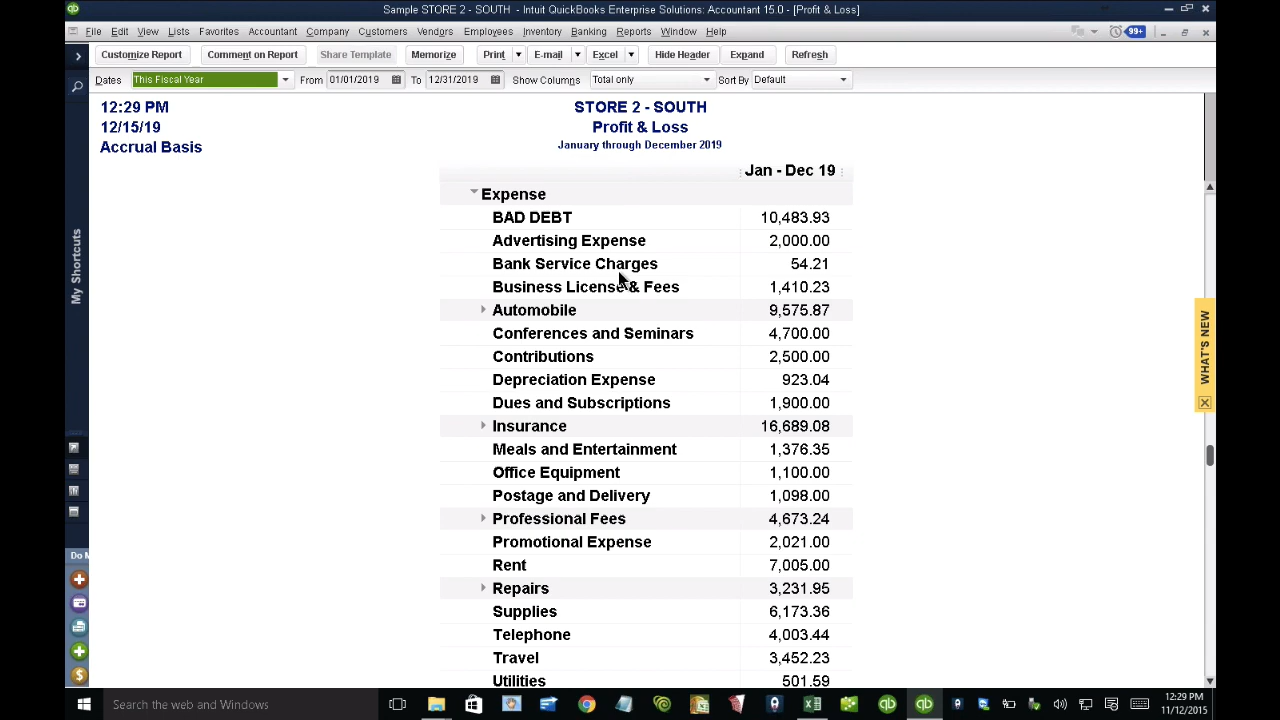 Sample STORE 2 - SOUTH - Intuit QuickBooks Enterprise Solutions: Accountant 15.0 - [Profit & Loss]
File Edit View Lists Favorites Accountant Company Customers Vendors Employees Inventory Banking Reports Window Help 99+
Customize Report Comment on Report Share Template Memorize Print E-mail Excel Hide Header Expand Refresh
Dates This Fiscal Year From 01/01/2019 To 12/31/2019 Show Columns Total only Sort By Default
12:29 PM STORE 2 - SOUTH
12/15/19 Profit & Loss
Accrual Basis January through December 2019
Jan - Dec 19
Expense
BAD DEBT 10,483.93
Advertising Expense 2,000.00
Bank Service Charges 54.21
Business License & Fees 1,410.23
Automobile 9,575.87
Conferences and Seminars 4,700.00
Contributions 2,500.00
Depreciation Expense 923.04
Dues and Subscriptions 1,900.00
Insurance 16,689.08
Meals and Entertainment 1,376.35
Office Equipment 1,100.00
Postage and Delivery 1,098.00
Professional Fees 4,673.24
Promotional Expense 2,021.00
Rent 7,005.00
Repairs 3,231.95
Supplies 6,173.36
Telephone 4,003.44
Travel 3,452.23
Utilities 501.59
My Shortcuts
Do M
WHAT'S NEW
Search the web and Windows
12:29 PM
11/12/2015